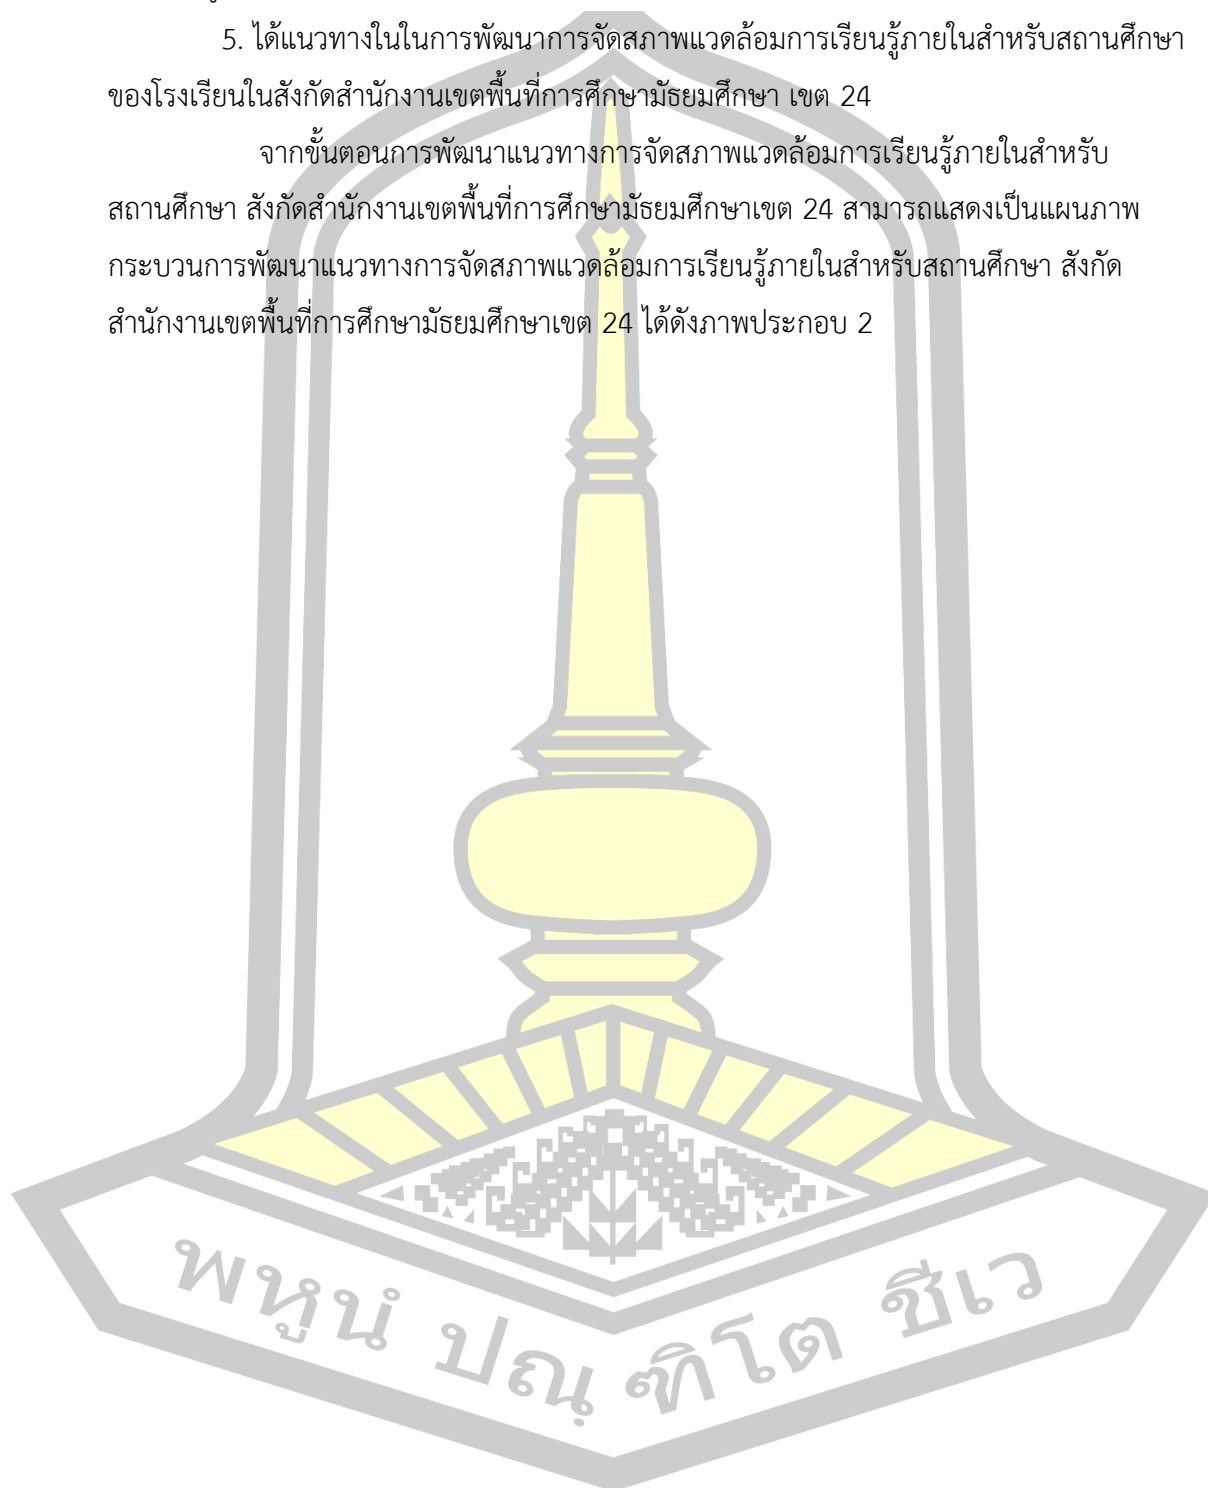 5. ได้แนวทางในในการพัฒนาการจัดสภาพแวดล้อมการเรียนรู้ภายในสำหรับสถานศึกษา
ของโรงเรียนในสังกัดสำนักงานเขตพื้นที่การศึกษามัธยมศึกษา เขต 24
จากขั้นตอนการพัฒนาแนวทางการจัดสภาพแวดล้อมการเรียนรู้ภายในสำหรับ
สถานศึกษา สังกัดสำนักงานเขตพื้นที่การศึกษามัธยมศึกษาเขต 24 สามารถแสดงเป็นแผนภาพ
กระบวนการพัฒนาแนวทางการจัดสภาพแวดล้อมการเรียนรู้ภายในสำหรับสถานศึกษา สังกัด
สำนักงานเขตพื้นที่การศึกษามัธยมศึกษาเขต 24 ได้ดังภาพประกอบ 2
พหูนํ ปณฺฑิโต ชีเว